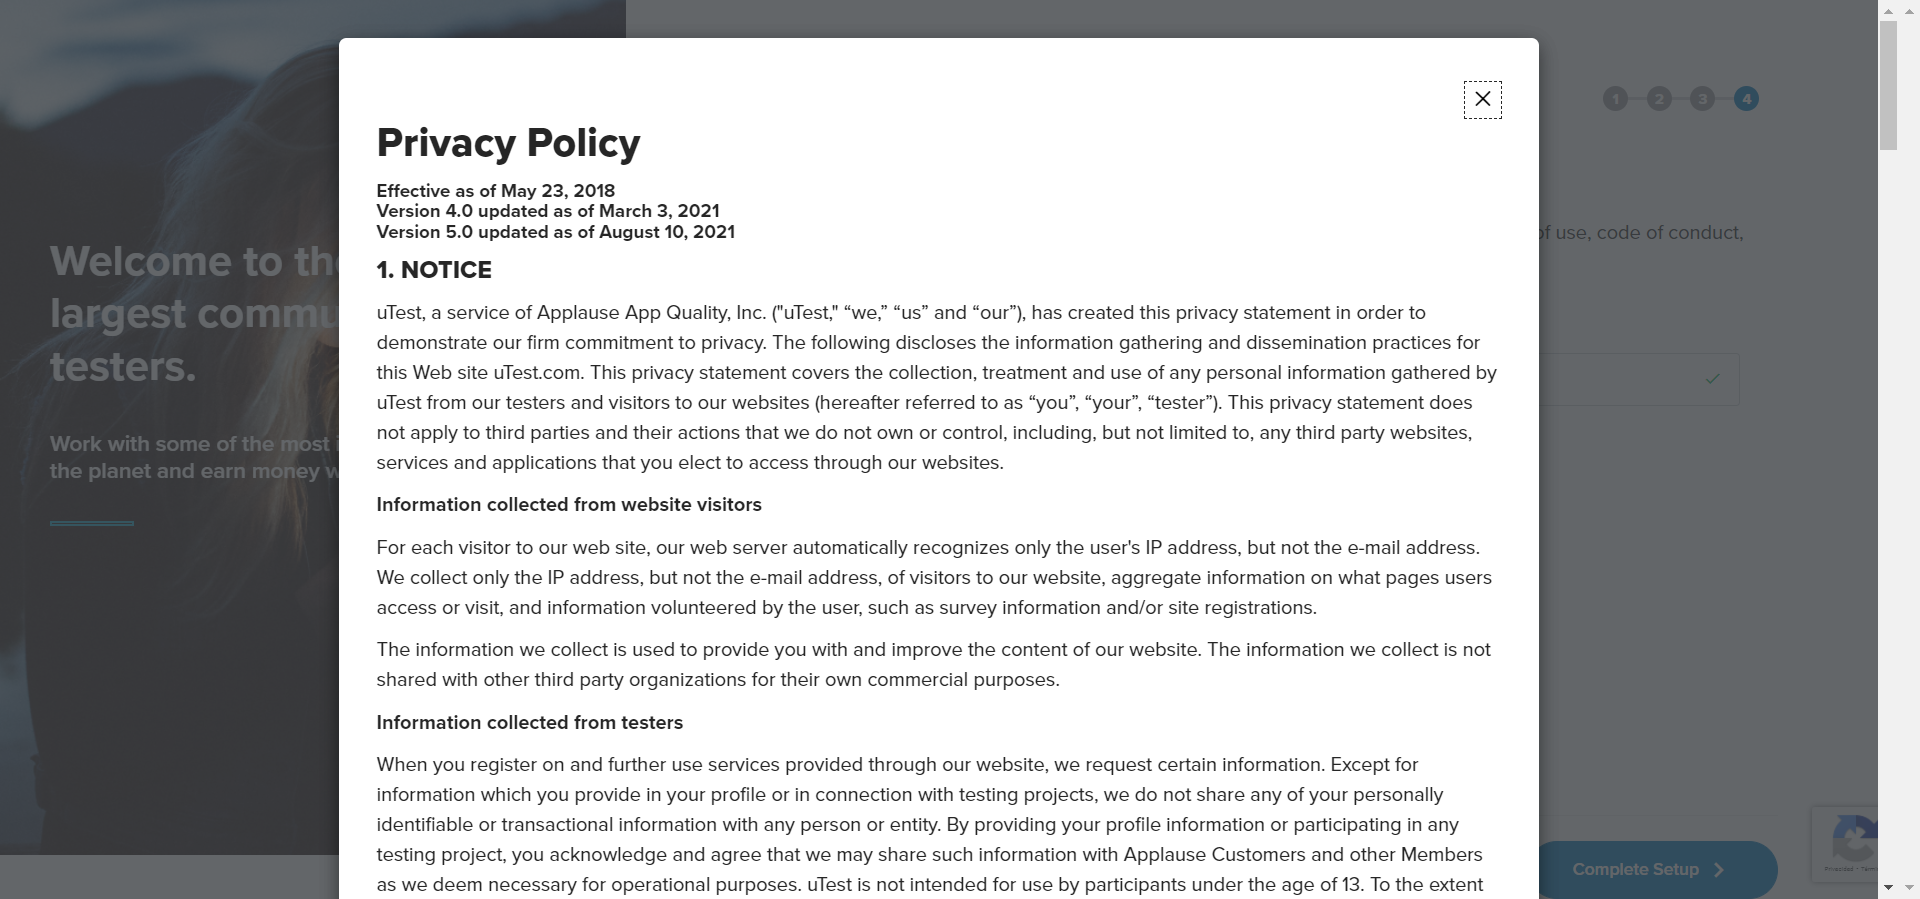 1 2 3 4
Privacy Policy
Effective as of May 23, 2018
Version 4.0 updated as of March 3, 2021
Version 5.0 updated as of August 10, 2021
1. NOTICE
uTest, a service of Applause App Quality, Inc. ("uTest," “we,” “us” and “our”), has created this privacy statement in order to
demonstrate our firm commitment to privacy. The following discloses the information gathering and dissemination practices for
this Web site uTest.com. This privacy statement covers the collection, treatment and use of any personal information gathered by
uTest from our testers and visitors to our websites (hereafter referred to as “you”, “your”, “tester”). This privacy statement does
not apply to third parties and their actions that we do not own or control, including, but not limited to, any third party websites,
services and applications that you elect to access through our websites.
Information collected from website visitors
For each visitor to our web site, our web server automatically recognizes only the user's IP address, but not the e-mail address.
We collect only the IP address, but not the e-mail address, of visitors to our website, aggregate information on what pages users
access or visit, and information volunteered by the user, such as survey information and/or site registrations.
The information we collect is used to provide you with and improve the content of our website. The information we collect is not
shared with other third party organizations for their own commercial purposes.
Information collected from testers
When you register on and further use services provided through our website, we request certain information. Except for
information which you provide in your profile or in connection with testing projects, we do not share any of your personally
identifiable or transactional information with any person or entity. By providing your profile information or participating in any
testing project, you acknowledge and agree that we may share such information with Applause Customers and other Members
as we deem necessary for operational purposes. uTest is not intended for use by participants under the age of 13. To the extent
Welcome to the
largest commu
testers.
Work with some of the most i
the planet and earn money w
of use, code of conduct,
Complete Setup